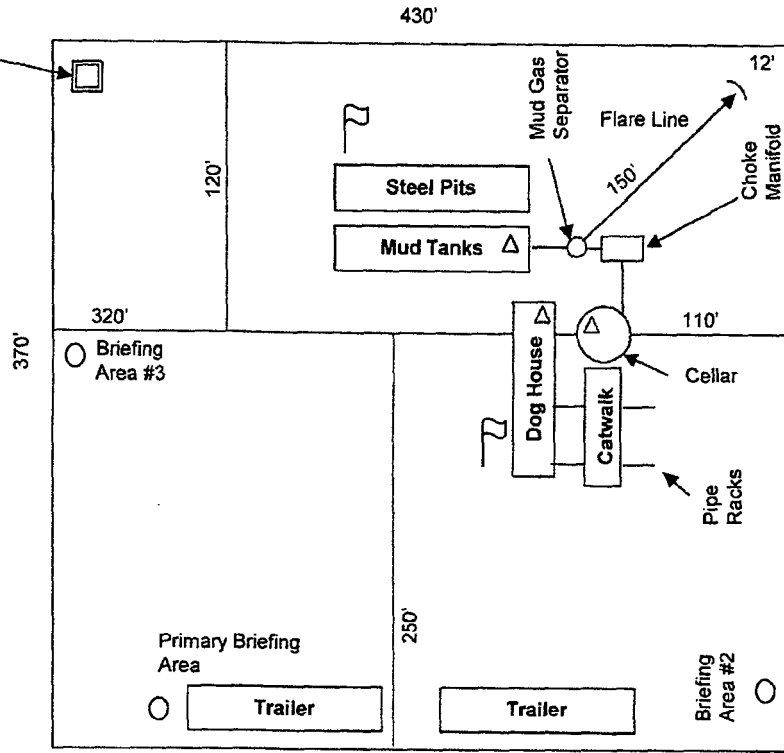 430'
12'
Mud Gas
Separator
Flare Line
150'
Choke
Manifold
120'
Steel Pits
Mud Tanks
370'
320'
110'
Briefing
Area #3
Dog House
Cellar
Catwalk
Pipe
Racks
250'
Primary Briefing
Area
Trailer
Trailer
Briefing
Area #2